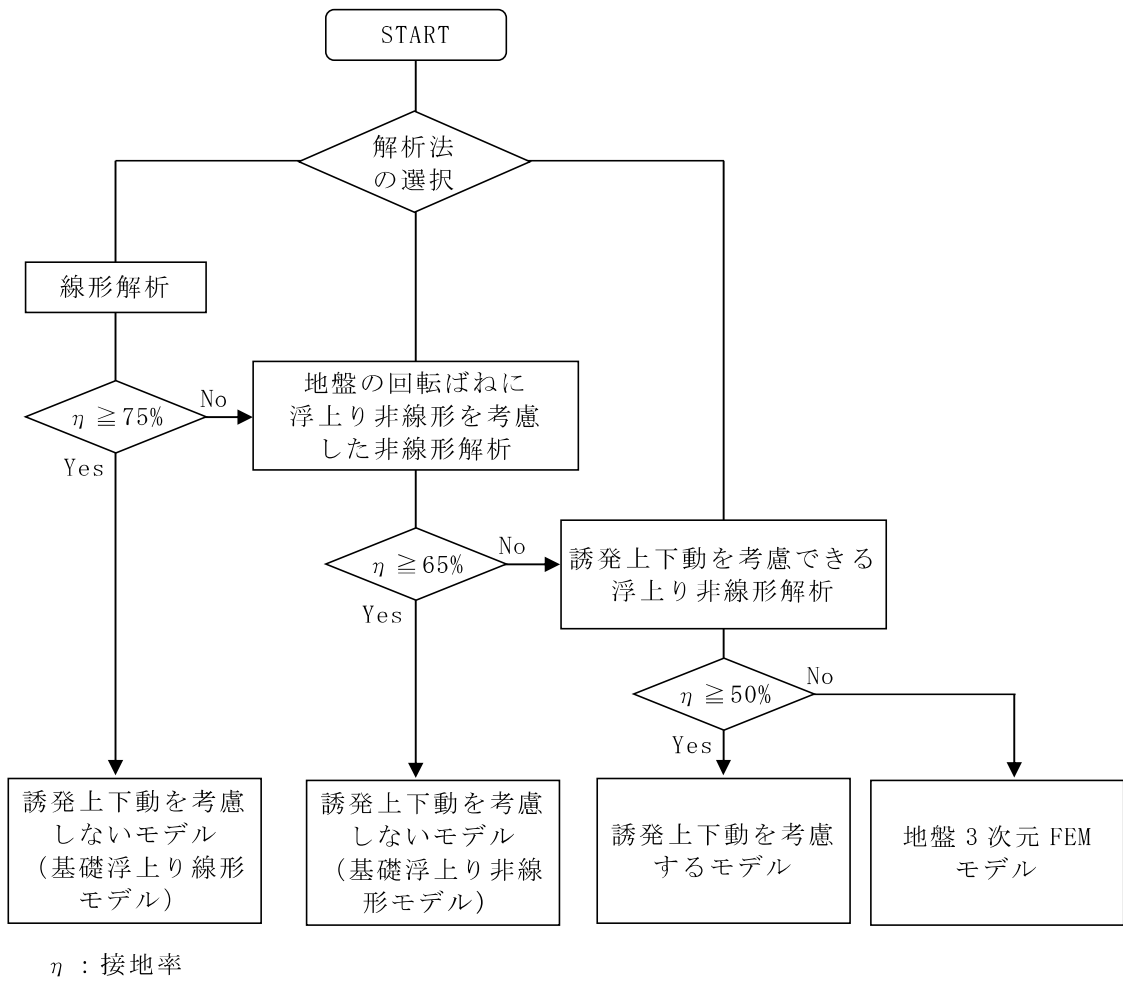 START
解析法
の選択
線形解析
η ≧75%
No
Yes
地盤の回転ばねに
浮上り非線形を考慮
した非線形解析
η ≧65%
No
Yes
誘発上下動を考慮できる
浮上り非線形解析
η ≧50%
No
Yes
誘発上下動を考慮
しないモデル
（基礎浮上り線形
モデル）
誘発上下動を考慮
しないモデル
（基礎浮上り非線
形モデル）
誘発上下動を考慮
するモデル
地盤 3 次元 FEM
モデル
η ：接地率